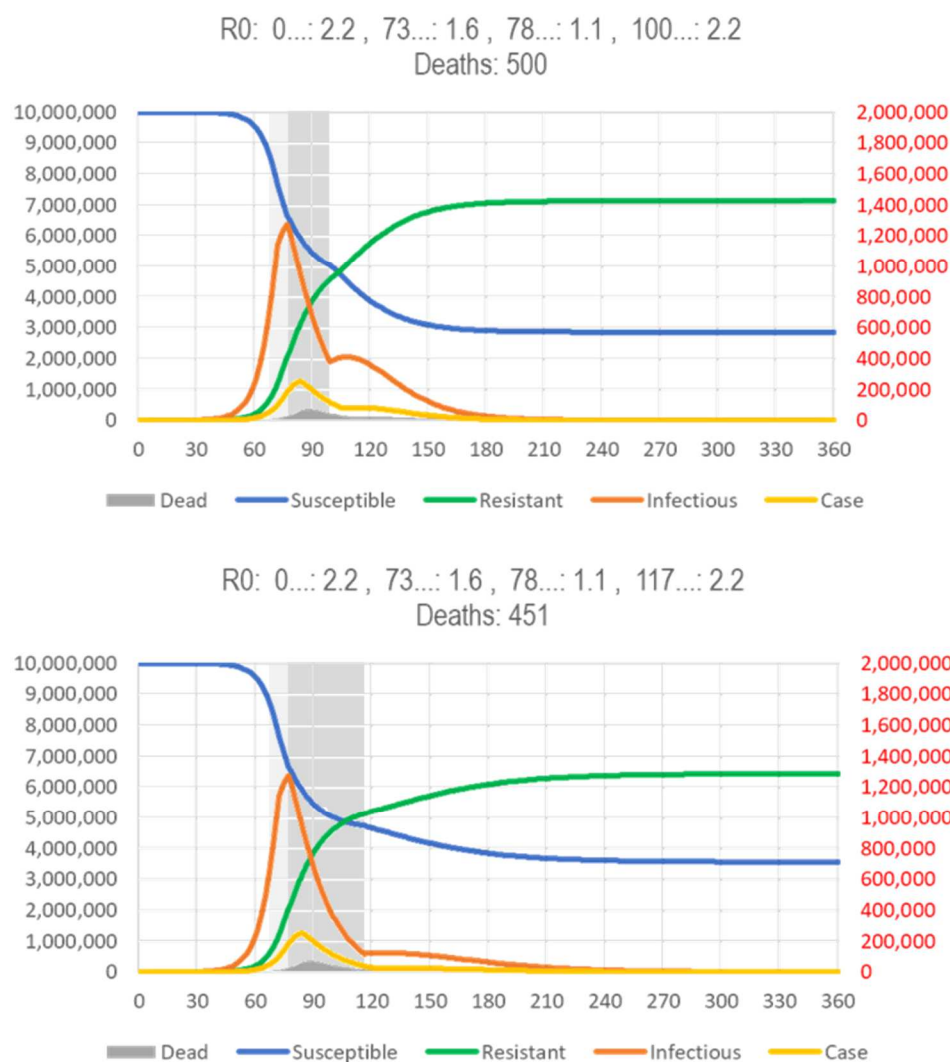 R0: 0...: 2.2 , 73...: 1.6 , 78...: 1.1 , 100...: 2.2
Deaths: 500
10,000,000 2,000,000
9,000,000 1,800,000
8,000,000 1,600,000
7,000,000 1,400,000
6,000,000 1,200,000
5,000,000 1,000,000
4,000,000 800,000
3,000,000 600,000
2,000,000 400,000
1,000,000 200,000
0 0
0 30 60 90 120 150 180 210 240 270 300 330 360
Dead Susceptible Resistant Infectious Case
R0: 0...: 2.2 , 73...: 1.6 , 78...: 1.1 , 117...: 2.2
Deaths: 451
10,000,000 2,000,000
9,000,000 1,800,000
8,000,000 1,600,000
7,000,000 1,400,000
6,000,000 1,200,000
5,000,000 1,000,000
4,000,000 800,000
3,000,000 600,000
2,000,000 400,000
1,000,000 200,000
0 0
0 30 60 90 120 150 180 210 240 270 300 330 360
Dead Susceptible Resistant Infectious Case